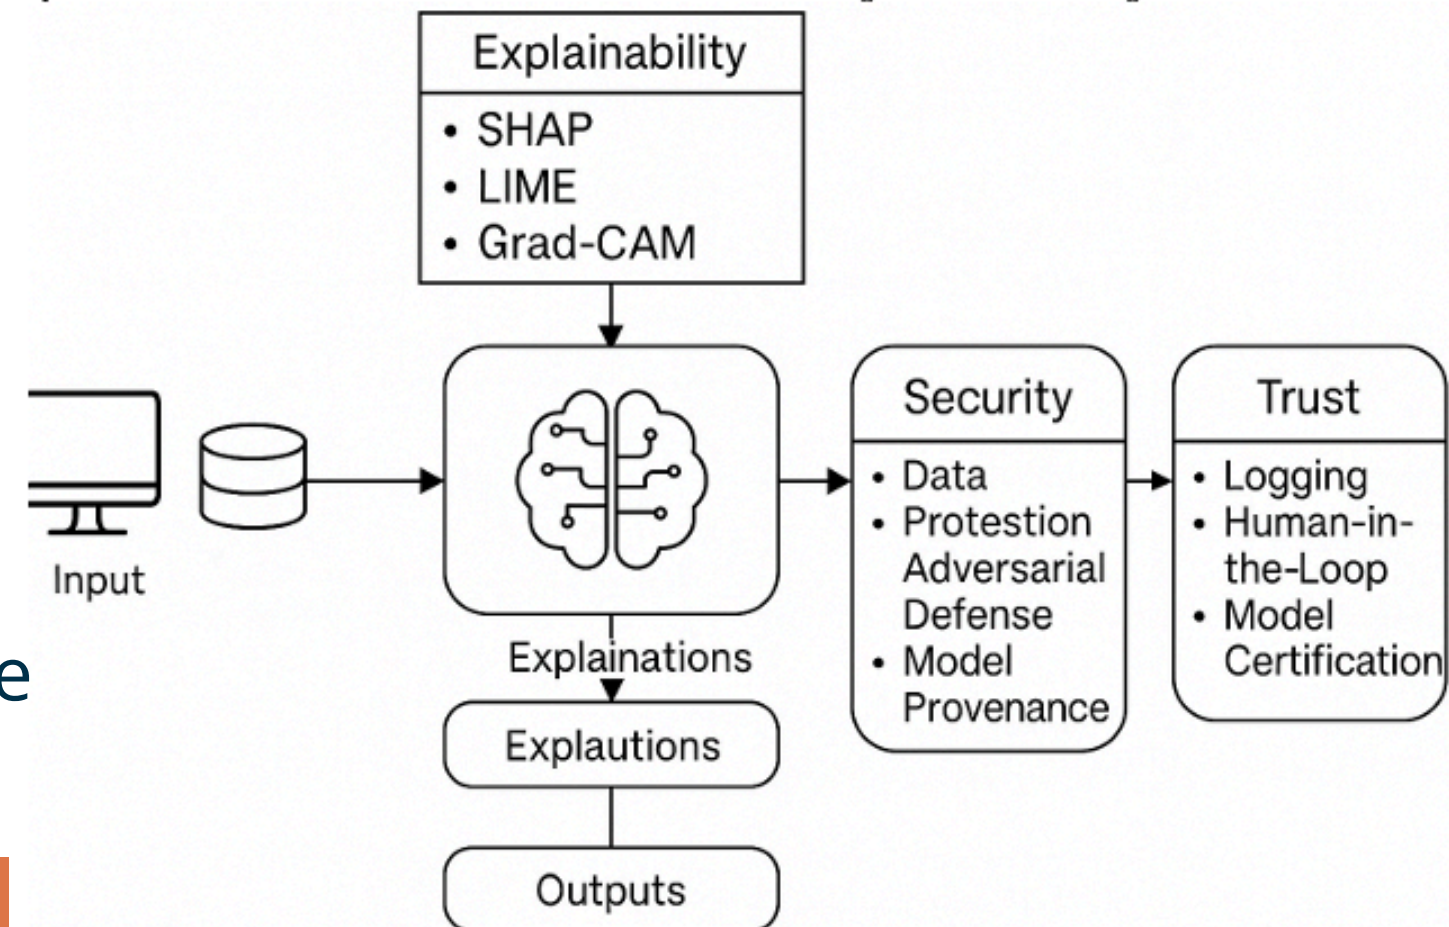 Explainability
• SHAP
• LIME
• Grad-CAM
Input
Security
• Data
• Protestion
Adversarial
Defense
• Model
Provenance
Trust
• Logging
• Human-in-
the-Loop
• Model
Certification
Explainations
Explautions
Outputs
e